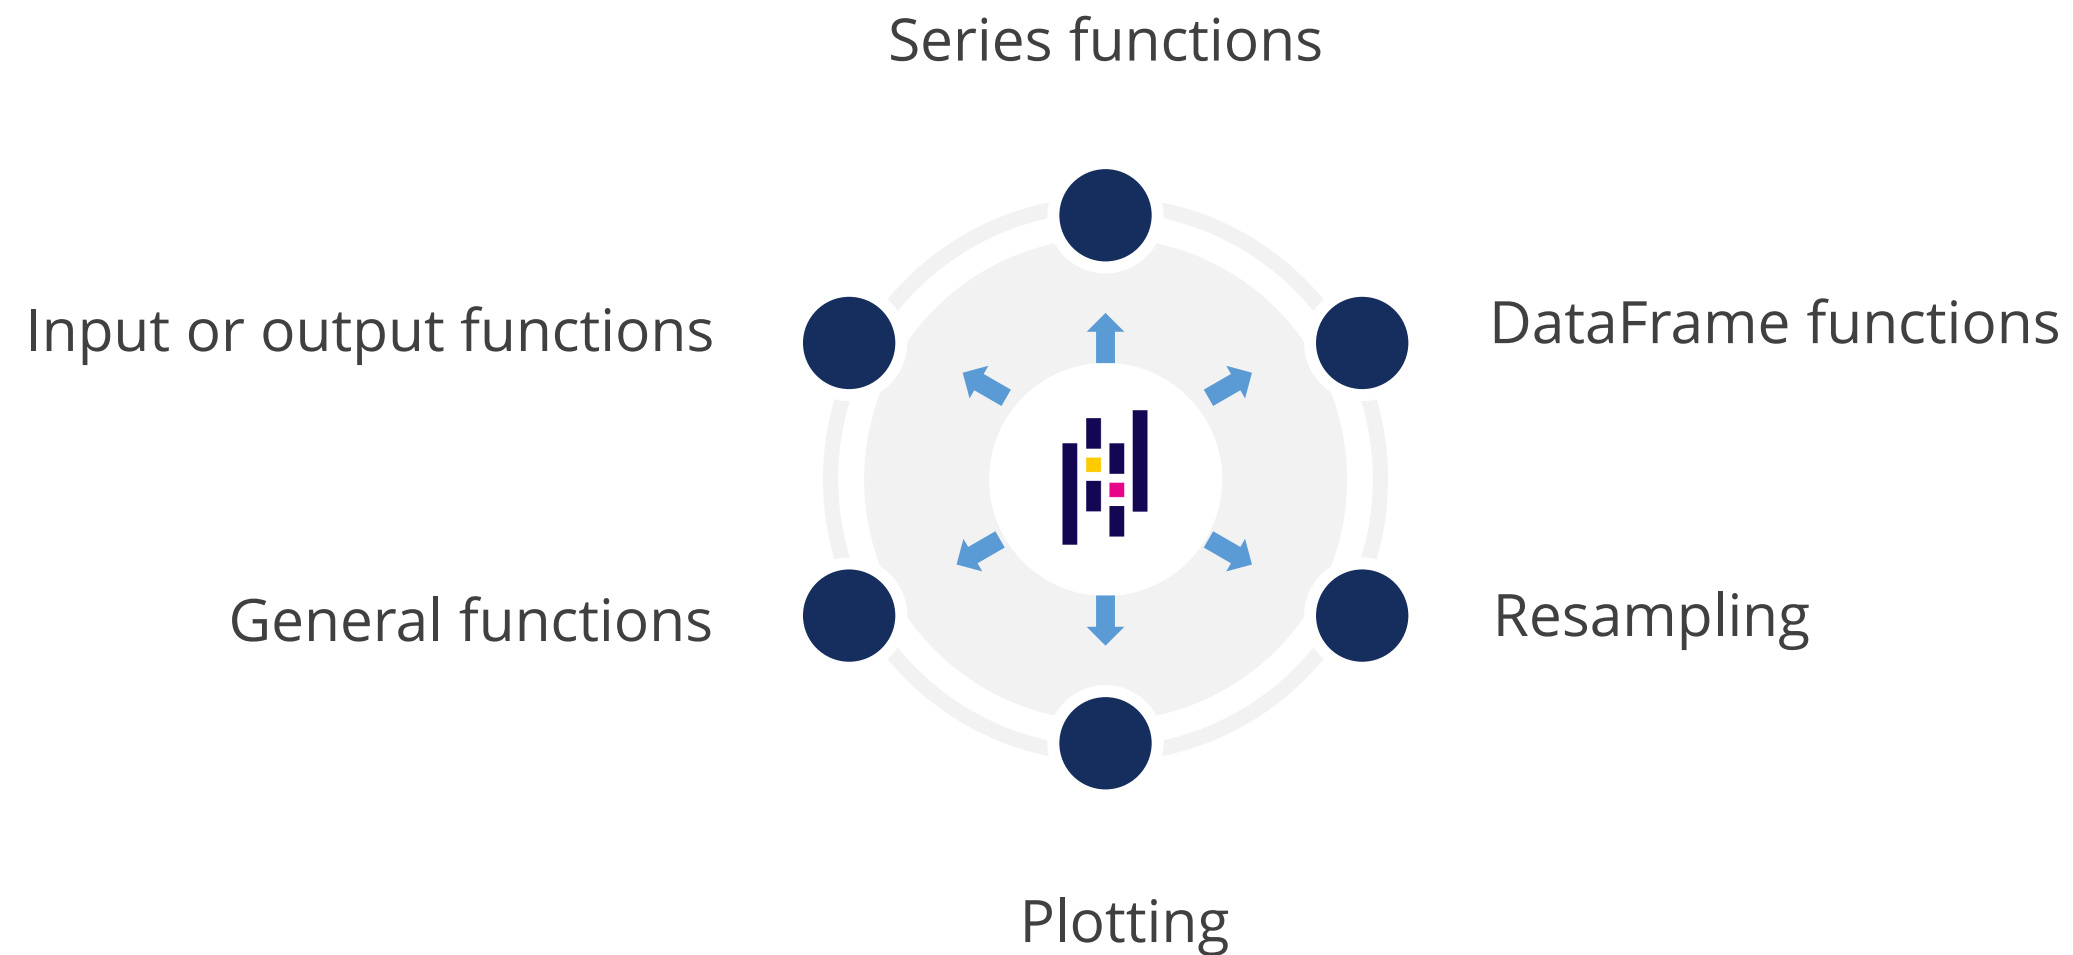 Series functions
Input or output functions
DataFrame functions
General functions
Resampling
Plotting